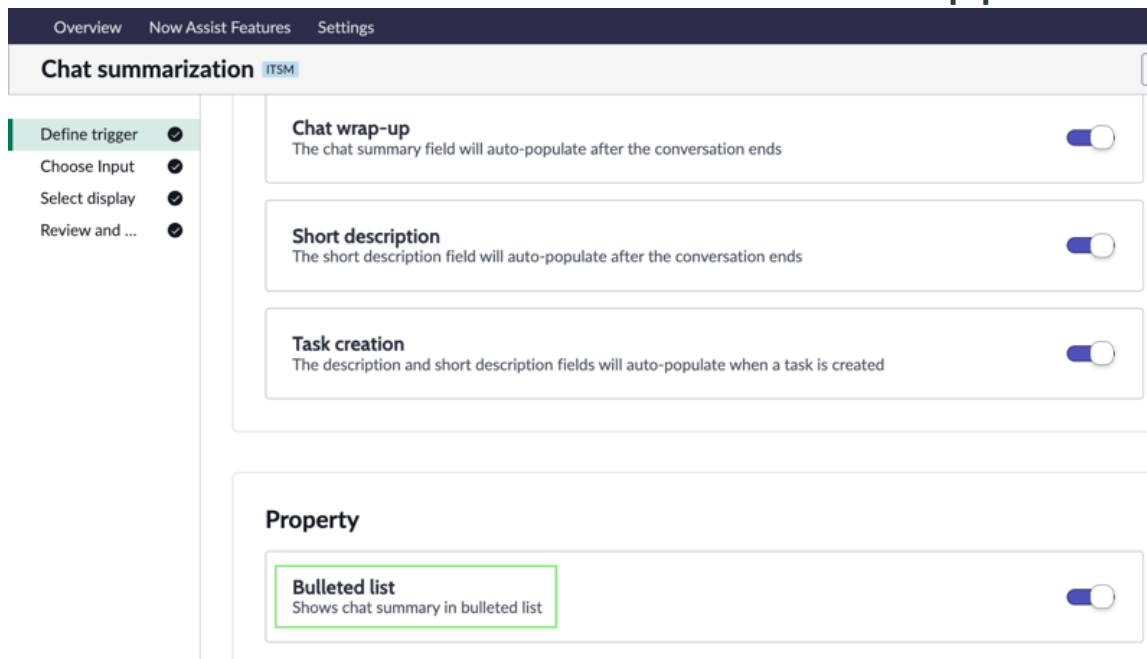 Overview Now Assist Features Settings
Chat summarization ITSM
Define trigger
Choose Input
Select display
Review and ...
Chat wrap-up
The chat summary field will auto-populate after the conversation ends
Short description
The short description field will auto-populate after the conversation ends
Task creation
The description and short description fields will auto-populate when a task is created
Property
Bulleted list
Shows chat summary in bulleted list